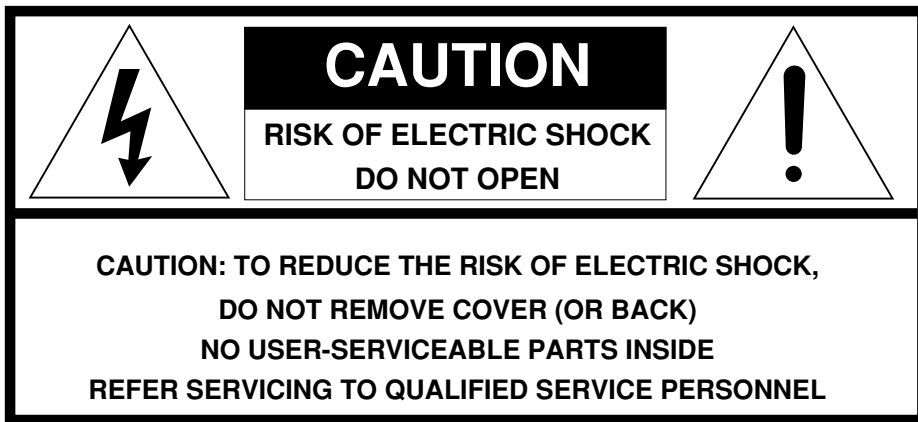 CAUTION
RISK OF ELECTRIC SHOCK
DO NOT OPEN
CAUTION: TO REDUCE THE RISK OF ELECTRIC SHOCK,
DO NOT REMOVE COVER (OR BACK)
NO USER-SERVICEABLE PARTS INSIDE
REFER SERVICING TO QUALIFIED SERVICE PERSONNEL